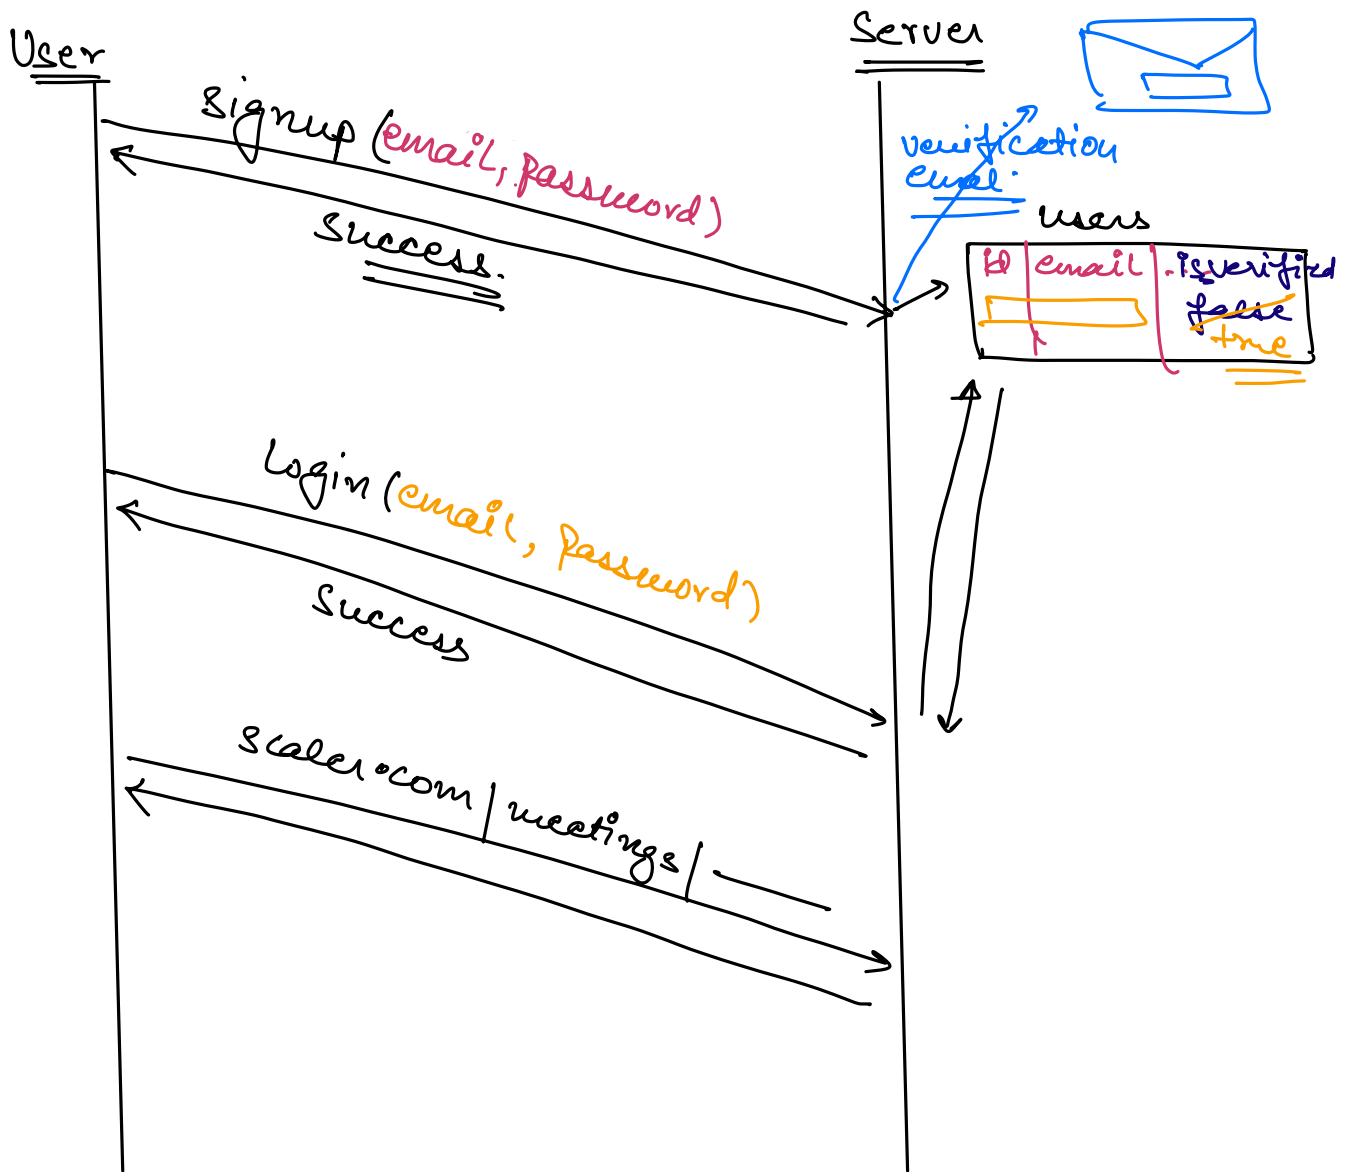 User
Server
Signup (email, password)
Success.
verification
email.
users
id email ... is_verified
false
true
Login (email, password)
Success
scaler.com/meetings/